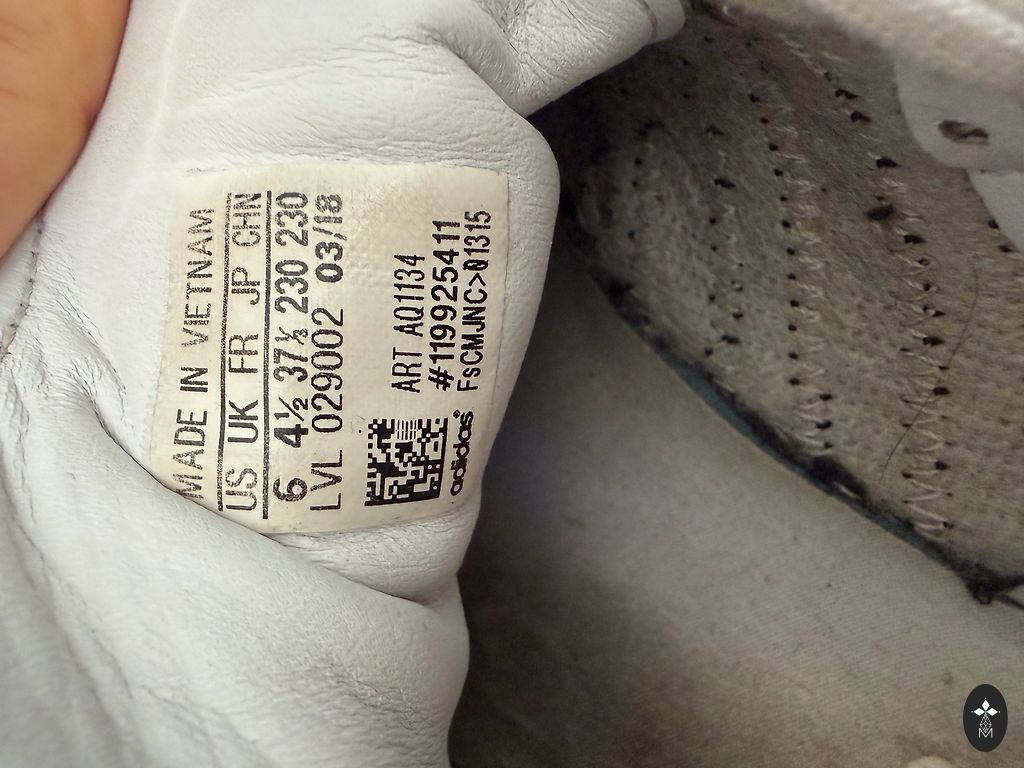 MADE IN VIETNAM
US UK FR JP CHN
6 4½ 37⅓ 230 230
LVL 029002 03/18
ART AQ1134
#119925411
FsCMJNC>01315
adidas®
M